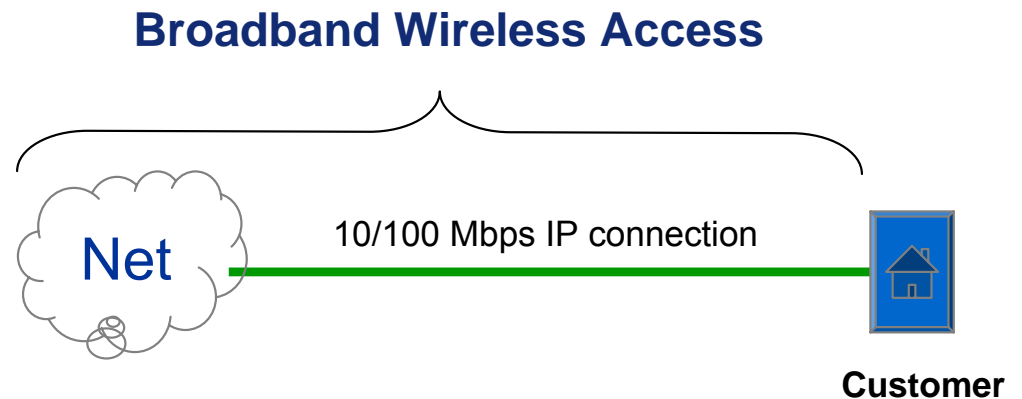 Broadband Wireless Access
10/100 Mbps IP connection
Net
Customer